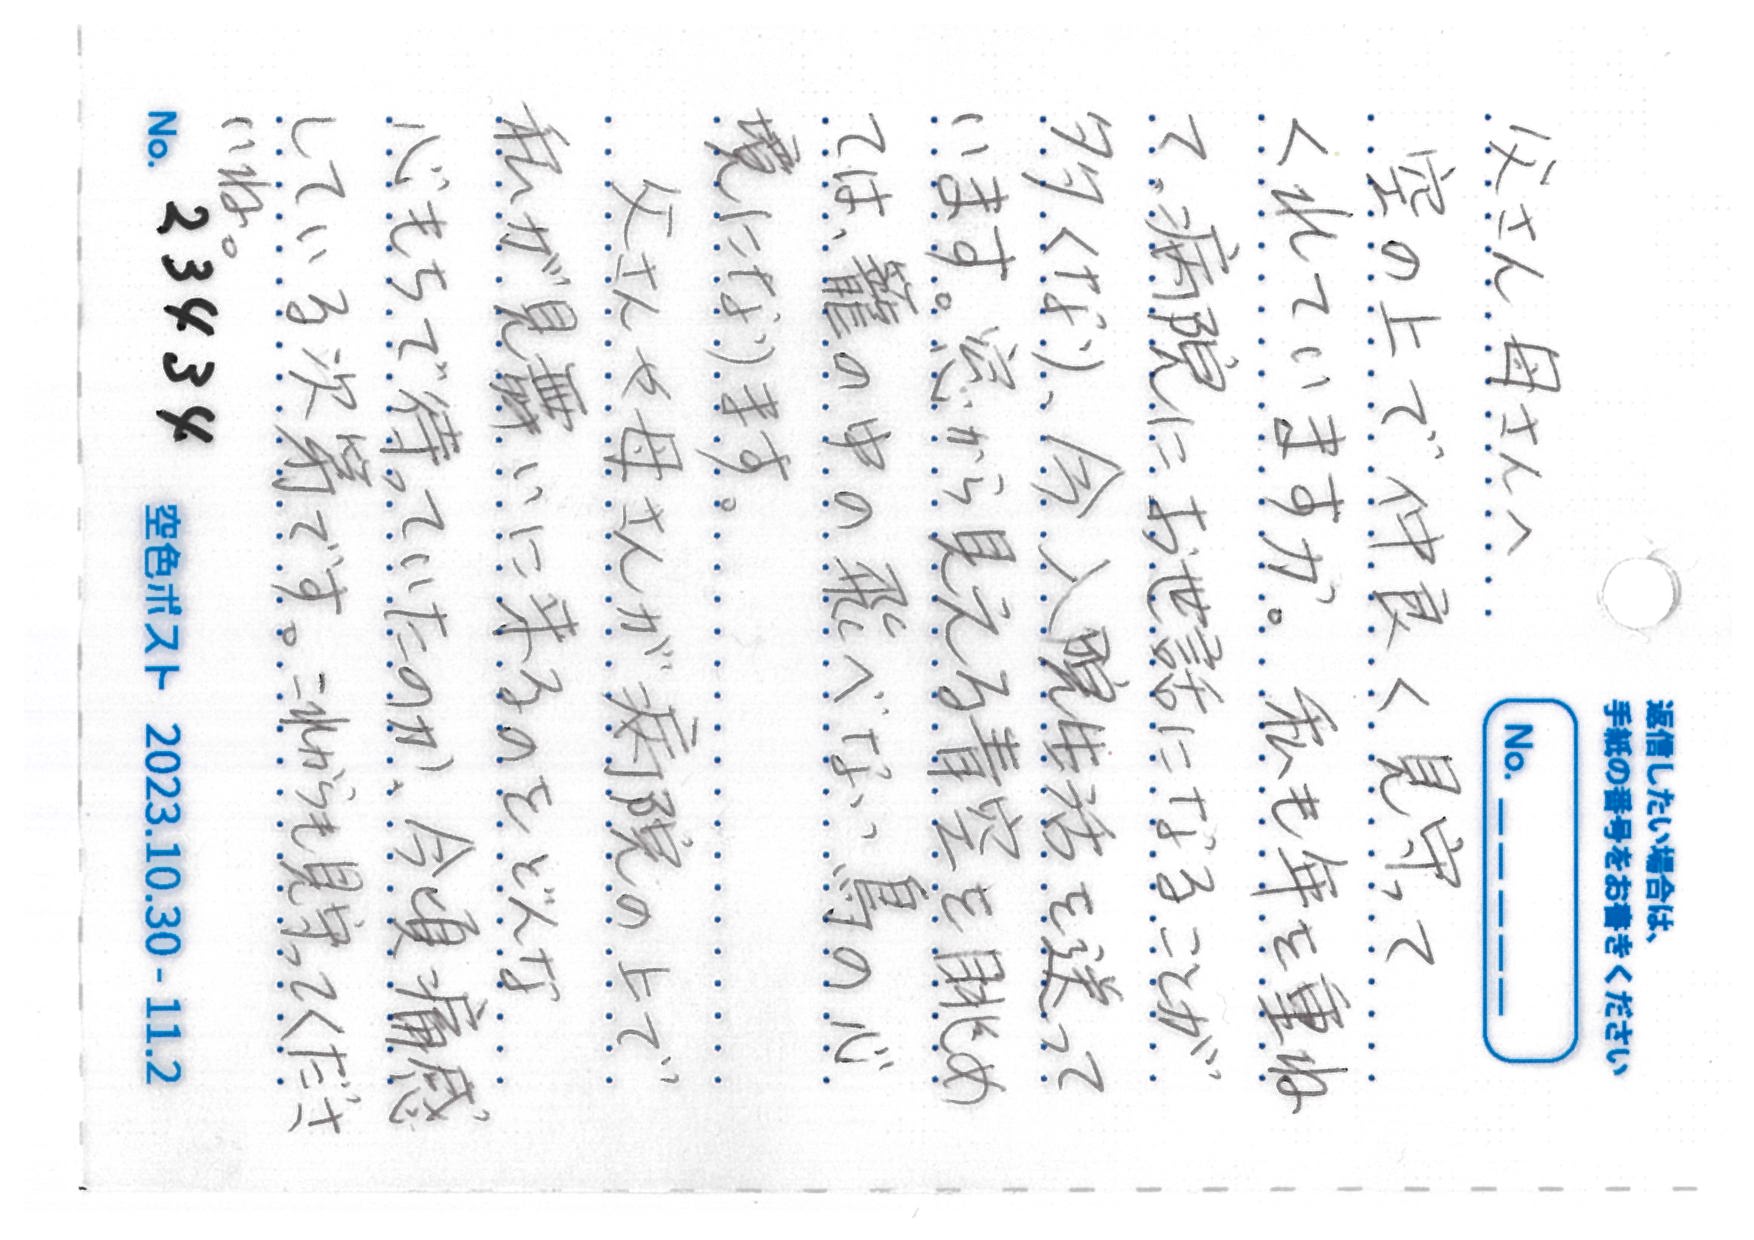 返信したい場合は、
手紙の番号をお書きください
No. _ _ _ _ _
父さん 母さんへ
空の上で仲良く見守って
くれていますか。私も年を重ね
て、病院にお世話になることが
多くなり、今入院生活を送って
います。窓から見える青空を眺め
ては、籠の中の飛べない鳥の心
境になります。
父さんや母さんが病院の上で
私が見舞いに来るのをどんな
心もちで待っていたのか、今頃痛感
している次第です。これからも見守ってくださ
いね。
No. 23434
空色ポスト 2023.10.30 - 11.2